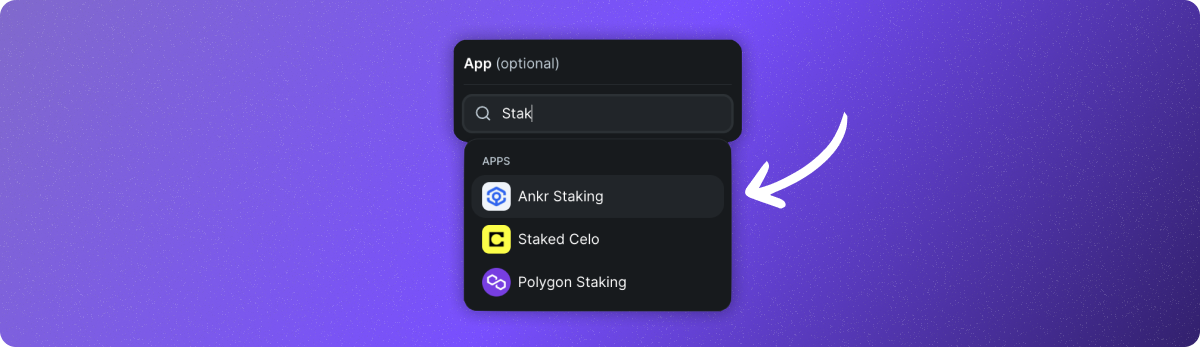 App (optional)
Stak
APPS
Ankr Staking
Staked Celo
Polygon Staking